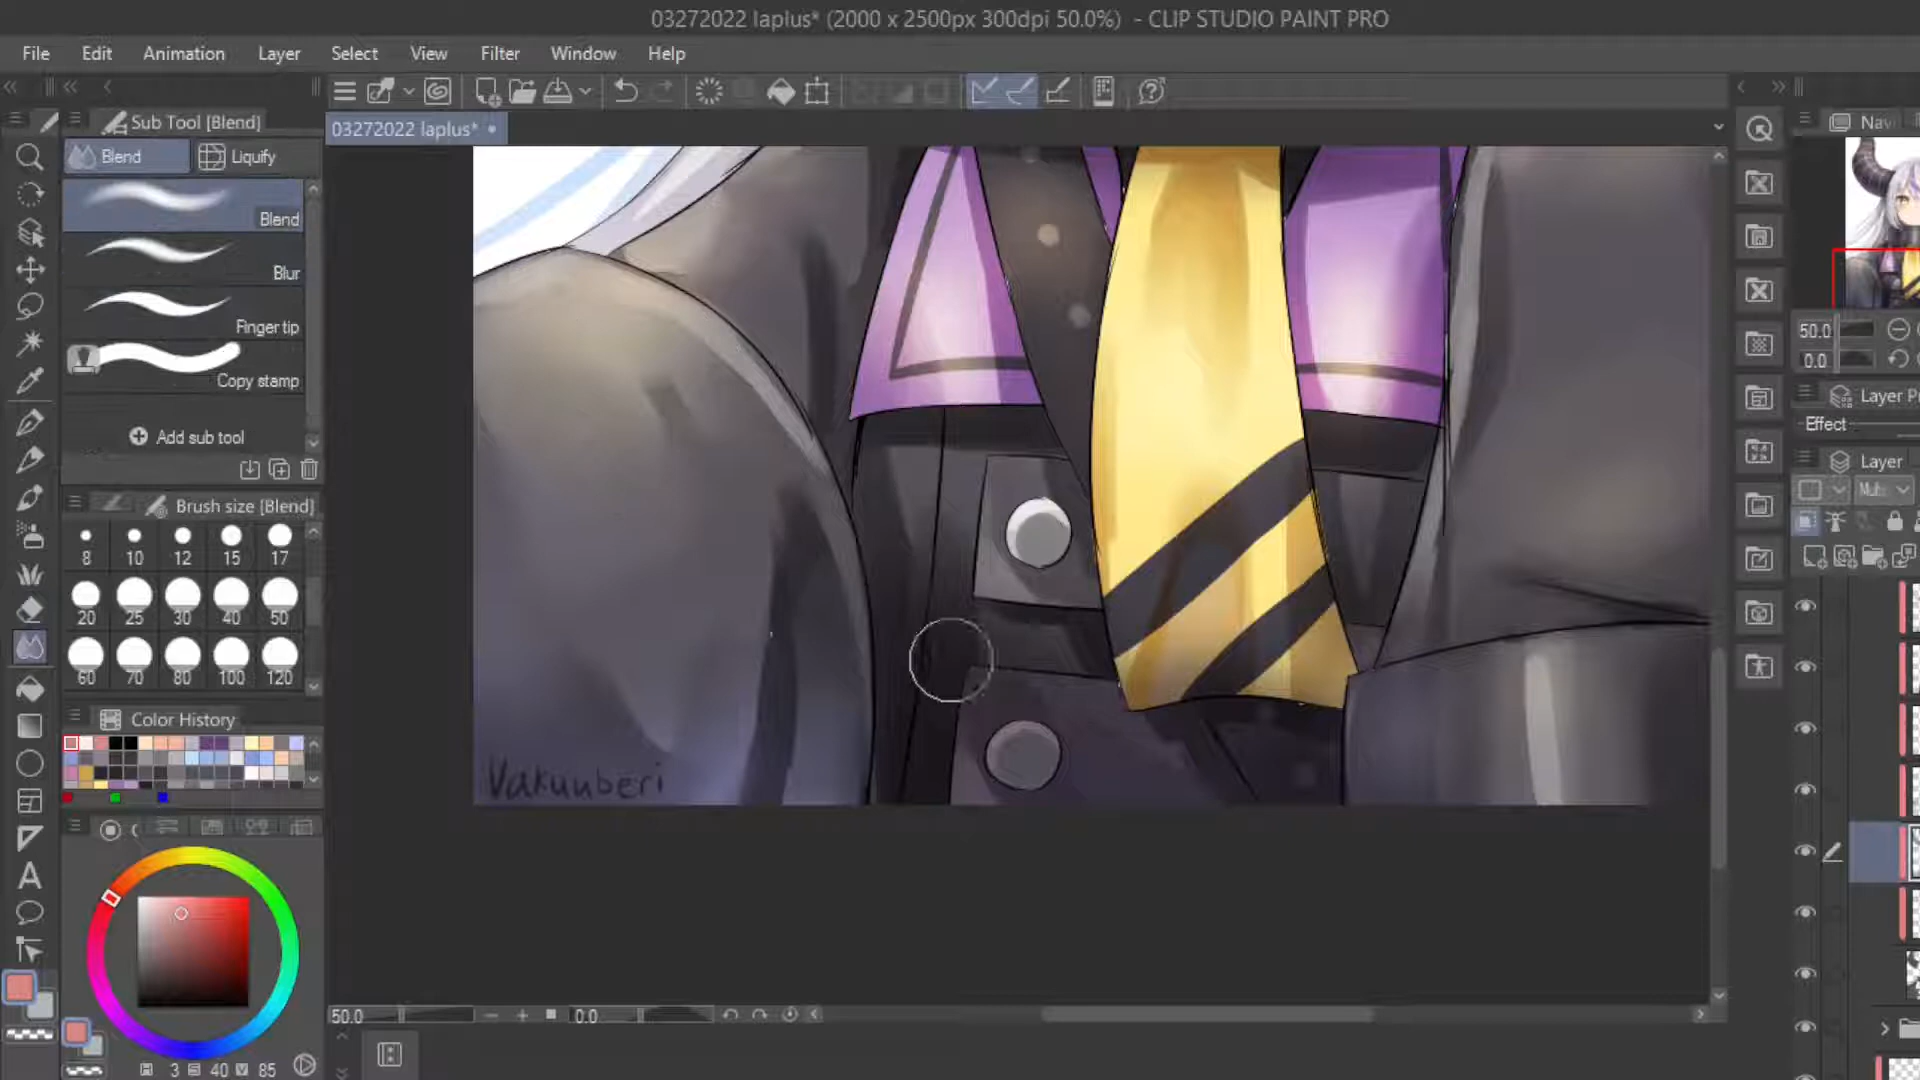 03272022 laplus* (2000 x 2500px 300dpi 50.0%) - CLIP STUDIO PAINT PRO
File Edit Animation Layer Select View Filter Window Help
Sub Tool [Blend]
03272022 laplus*
Navi
Blend Liquify
Blend
Blur
Finger tip
Copy stamp
Add sub tool
50.0
0.0
Layer Pr
Effect
Layer
Brush size [Blend]
8 10 12 15 17
20 25 30 40 50
60 70 80 100 120
Color History
Vakuuberi
50.0 0.0
H 3 S 40 V 85